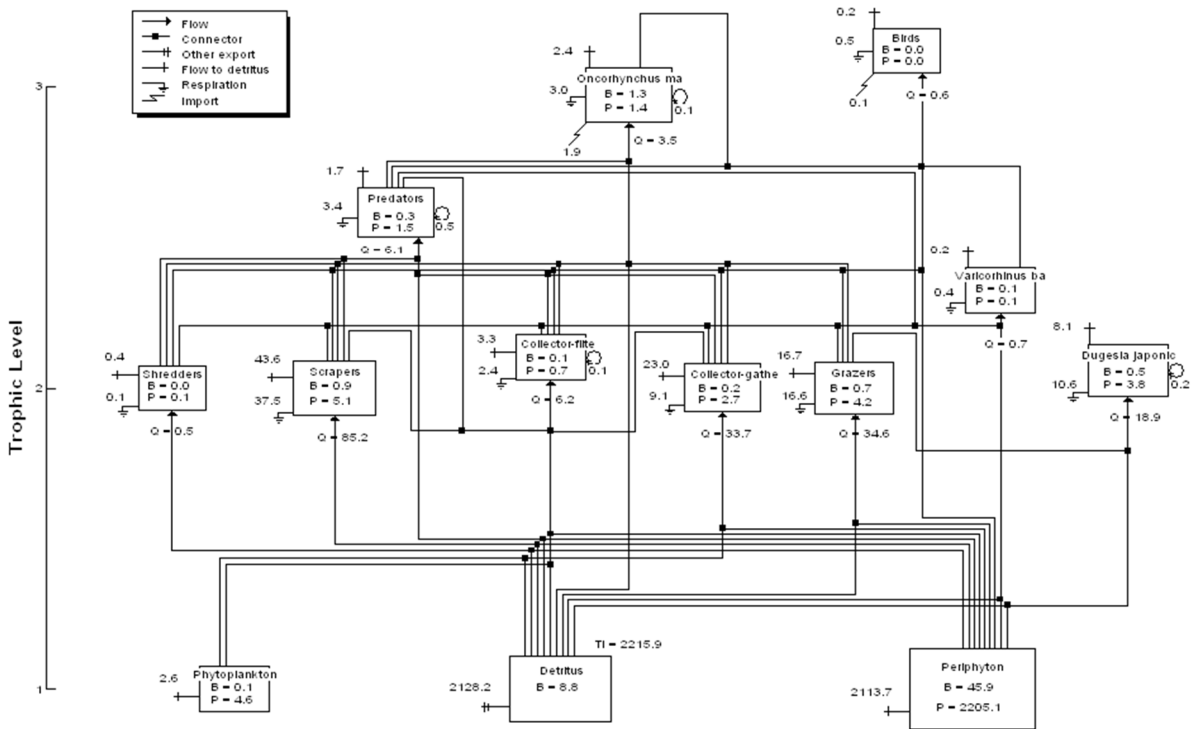 Flow
Connector
Other export
Flow to detritus
Respiration
Import
Trophic Level
3
2
1
2.4
Oncorhynchus ma
B = 1.3
P = 1.4
3.0
0.1
1.9
Q = 3.5
0.2
Birds
B = 0.0
P = 0.0
0.5
0.1
Q = 0.6
1.7
Predators
B = 0.3
P = 1.5
3.4
0.5
Q = 6.1
0.2
Varicorhinus ba
B = 0.1
P = 0.1
0.4
Q = 0.7
0.4
Shredders
B = 0.0
P = 0.1
0.1
Q = 0.5
43.6
Scrapers
B = 0.9
P = 5.1
37.5
Q = 85.2
3.3
Collector-filte
B = 0.1
P = 0.7
2.4
0.1
Q = 6.2
23.0
Collector-gathe
B = 0.2
P = 2.7
9.1
Q = 33.7
16.7
Grazers
B = 0.7
P = 4.2
16.6
Q = 34.6
8.1
Dugesia japonic
B = 0.5
P = 3.8
10.6
0.2
Q = 18.9
2.6
Phytoplankton
B = 0.1
P = 4.6
TI = 2215.9
Detritus
B = 8.8
2128.2
Periphyton
B = 45.9
P = 2205.1
2113.7